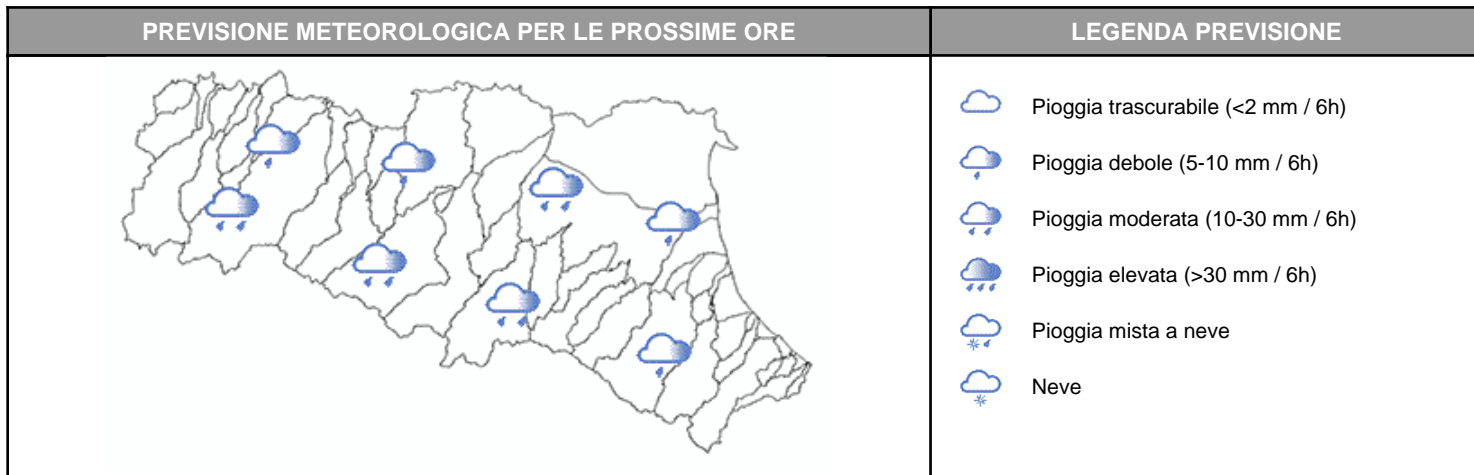 PREVISIONE METEOROLOGICA PER LE PROSSIME ORE
LEGENDA PREVISIONE
Pioggia trascurabile (<2 mm / 6h)
Pioggia debole (5-10 mm / 6h)
Pioggia moderata (10-30 mm / 6h)
Pioggia elevata (>30 mm / 6h)
Pioggia mista a neve
Neve